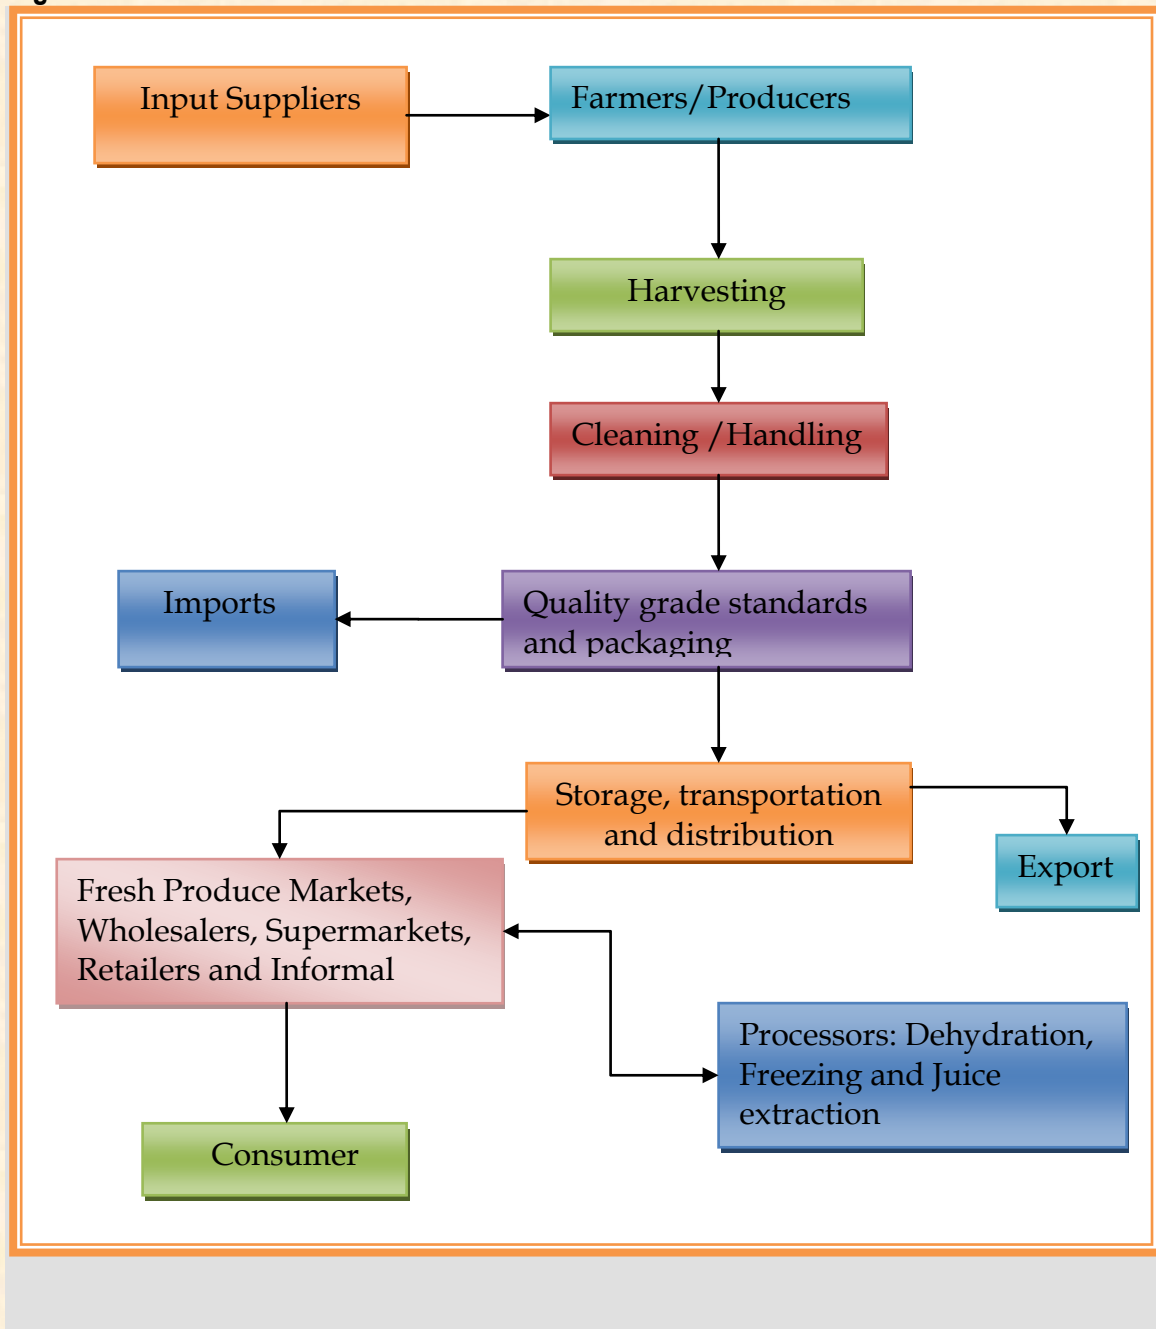 Input Suppliers
Farmers/Producers
Harvesting
Cleaning /Handling
Imports
Quality grade standards
and packaging
Storage, transportation
and distribution
Export
Fresh Produce Markets,
Wholesalers, Supermarkets,
Retailers and Informal
Processors: Dehydration,
Freezing and Juice
extraction
Consumer